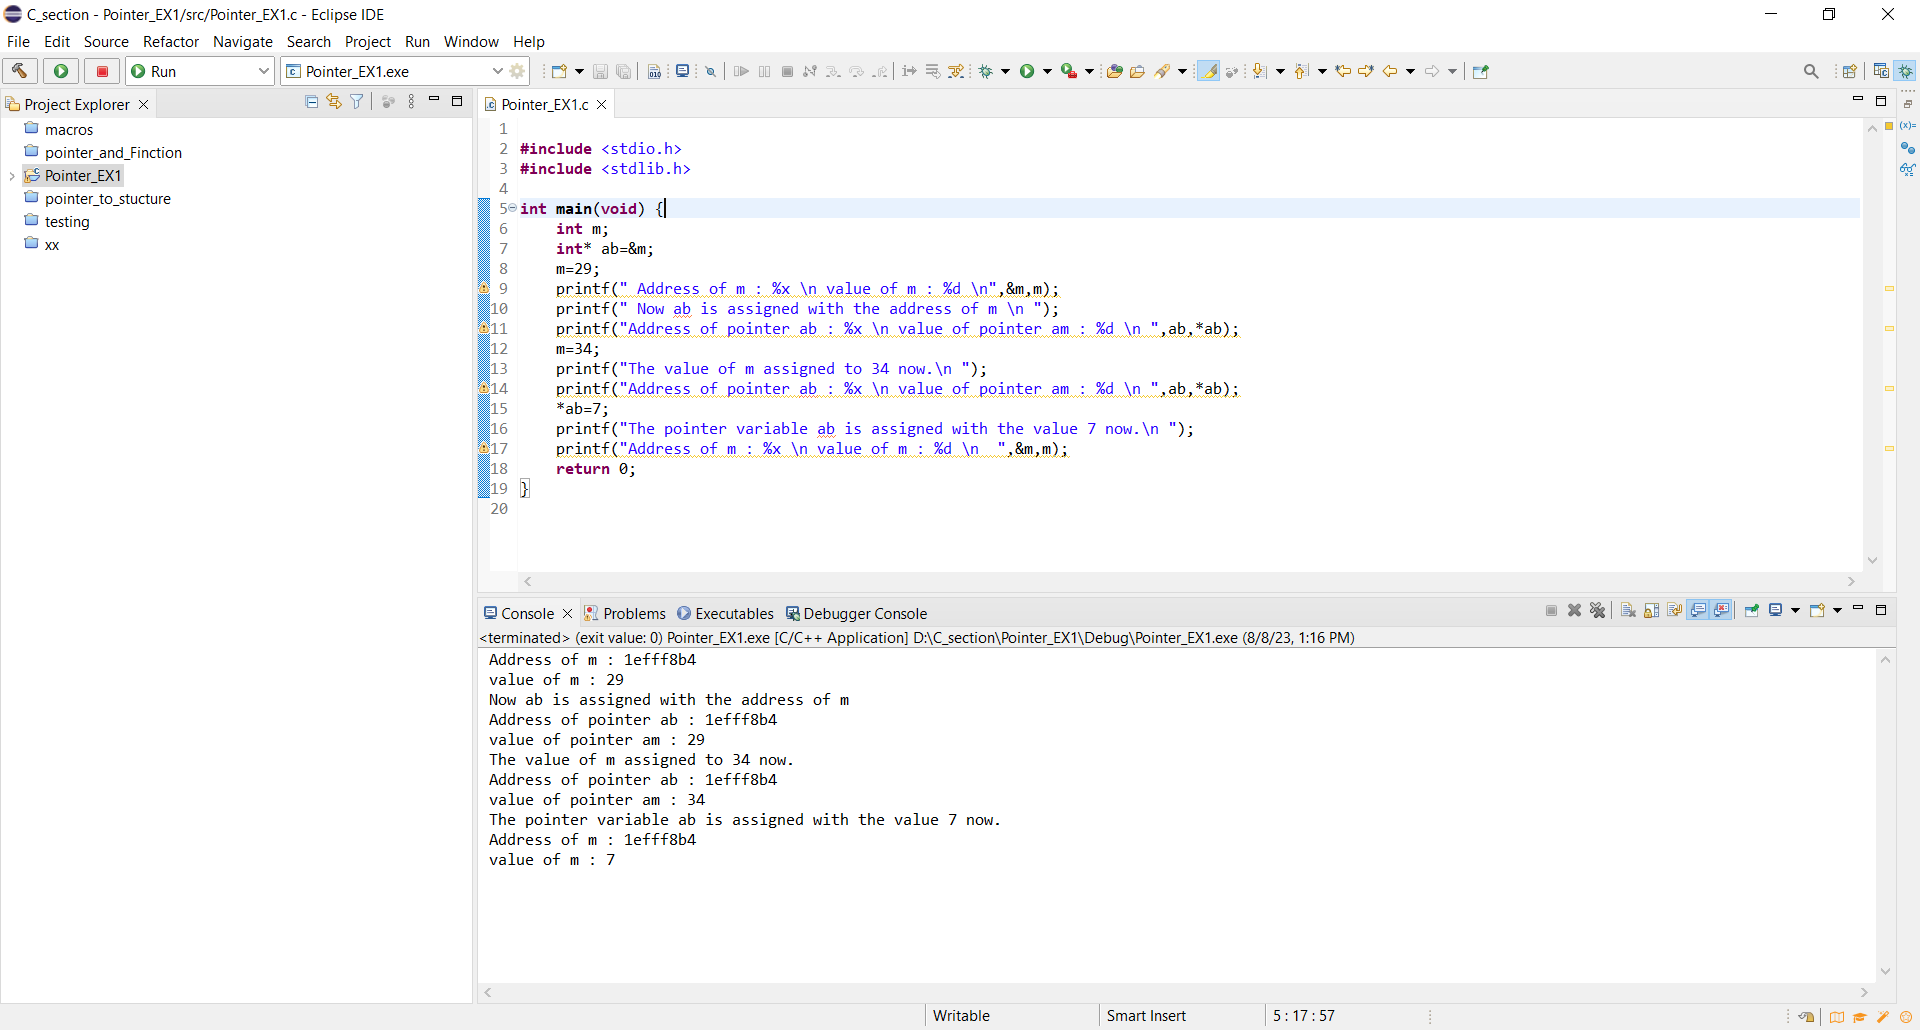 C_section - Pointer_EX1/src/Pointer_EX1.c - Eclipse IDE
File Edit Source Refactor Navigate Search Project Run Window Help
Run
Pointer_EX1.exe
Project Explorer
macros
pointer_and_Finction
Pointer_EX1
pointer_to_stucture
testing
xx
Pointer_EX1.c
1
2 #include <stdio.h>
3 #include <stdlib.h>
4
5 int main(void) {
6 int m;
7 int* ab=&m;
8 m=29;
9 printf(" Address of m : %x \n value of m : %d \n",&m,m);
10 printf(" Now ab is assigned with the address of m \n ");
11 printf("Address of pointer ab : %x \n value of pointer am : %d \n ",ab,*ab);
12 m=34;
13 printf("The value of m assigned to 34 now.\n ");
14 printf("Address of pointer ab : %x \n value of pointer am : %d \n ",ab,*ab);
15 *ab=7;
16 printf("The pointer variable ab is assigned with the value 7 now.\n ");
17 printf("Address of m : %x \n value of m : %d \n  ",&m,m);
18 return 0;
19 }
20
Console Problems Executables Debugger Console
<terminated> (exit value: 0) Pointer_EX1.exe [C/C++ Application] D:\C_section\Pointer_EX1\Debug\Pointer_EX1.exe (8/8/23, 1:16 PM)
Address of m : 1efff8b4
value of m : 29
Now ab is assigned with the address of m
Address of pointer ab : 1efff8b4
value of pointer am : 29
The value of m assigned to 34 now.
Address of pointer ab : 1efff8b4
value of pointer am : 34
The pointer variable ab is assigned with the value 7 now.
Address of m : 1efff8b4
value of m : 7
Writable
Smart Insert
5 : 17 : 57